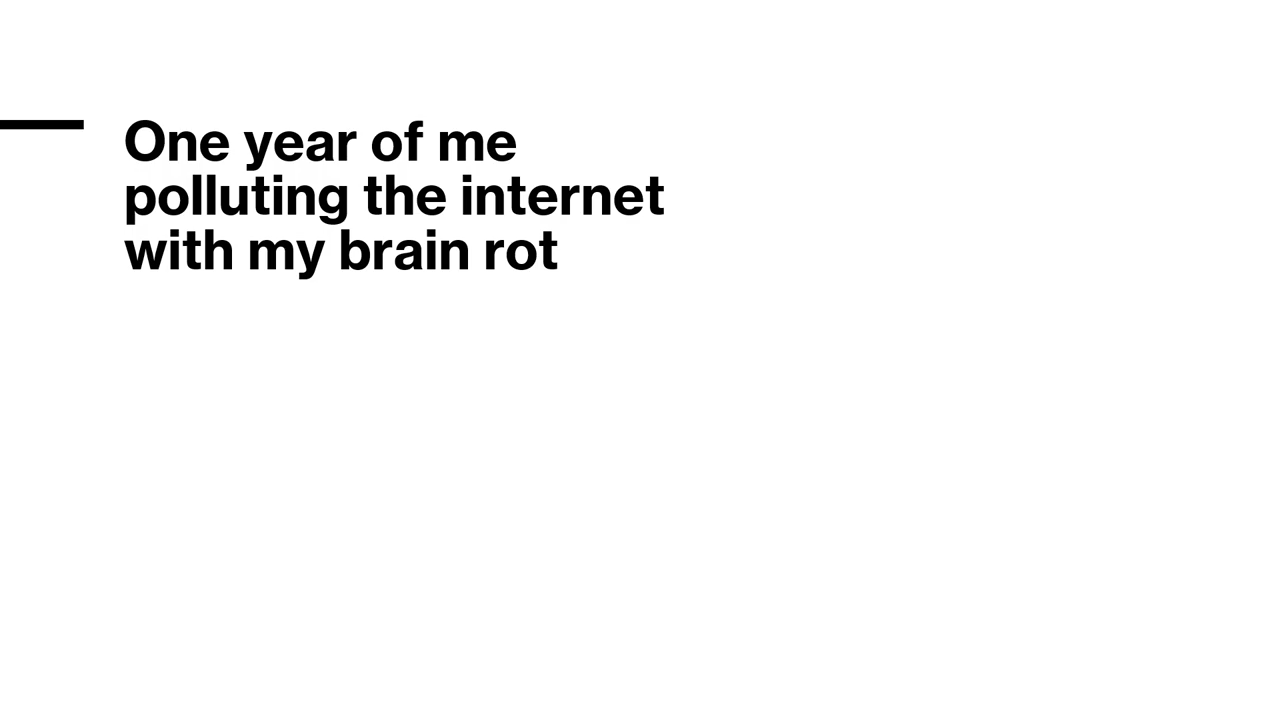 One year of me
polluting the internet
with my brain rot